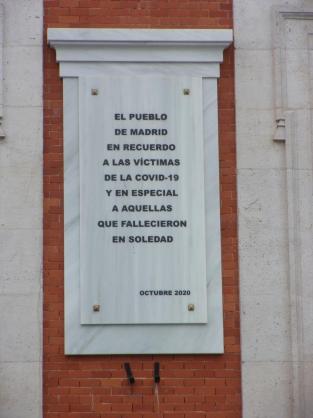 EL PUEBLO
DE MADRID
EN RECUERDO
A LAS VÍCTIMAS
DE LA COVID-19
Y EN ESPECIAL
A AQUELLAS
QUE FALLECIERON
EN SOLEDAD
OCTUBRE 2020